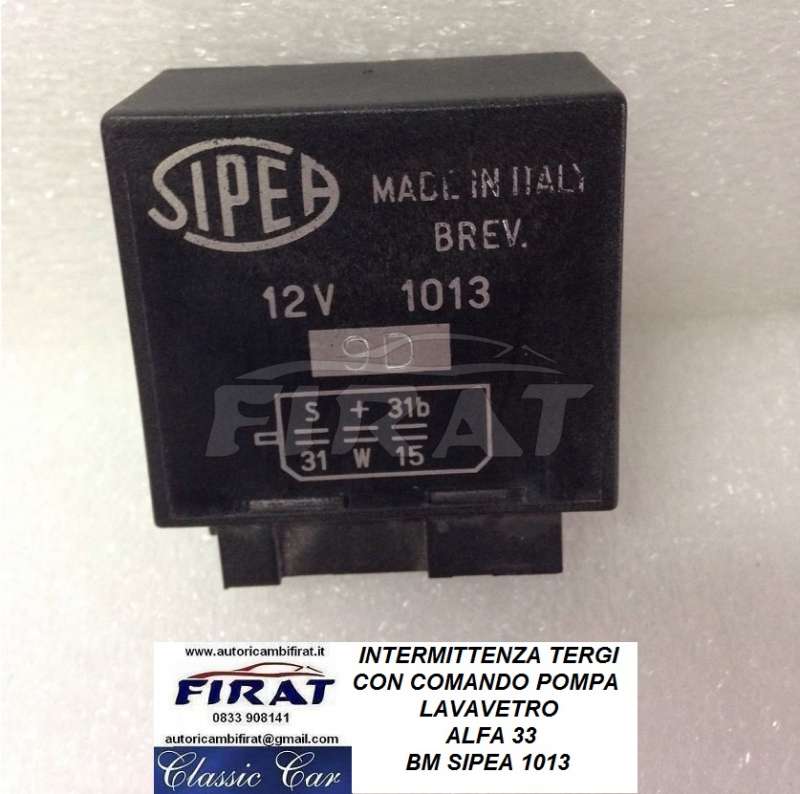 SIPEA
MADE IN ITALY
BREV.
12V 1013
9D
S + 31b
31 W 15
FIRAT
www.autoricambifirat.it
FIRAT
0833 908141
autoricambifirat@gmail.com
Classic Car
INTERMITTENZA TERGI
CON COMANDO POMPA
LAVAVETRO
ALFA 33
BM SIPEA 1013